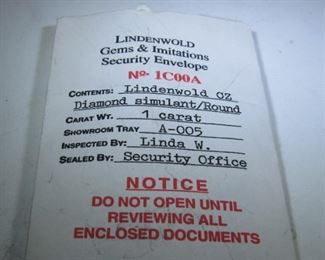 LINDENWOLD
Gems & Imitations
Security Envelope
No. 1C00A
CONTENTS: Lindenwold CZ
Diamond simulant/Round
CARAT WT. 1 carat
SHOWROOM TRAY A-005
INSPECTED BY: Linda W.
SEALED BY: Security Office
NOTICE
DO NOT OPEN UNTIL
REVIEWING ALL
ENCLOSED DOCUMENTS